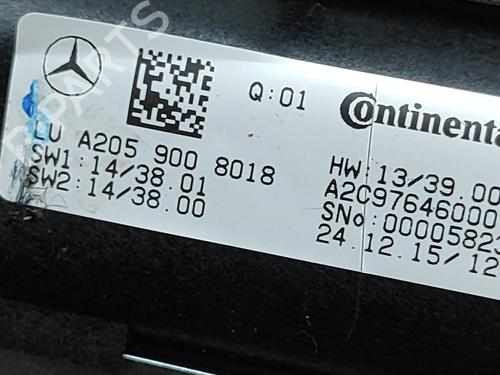 Q:01
Continenta
LU A205 900 8018
SW1:14/38.01
SW2:14/38.00
HW:13/39.00
A2C97646000
SNo:0000582
24.12.15/12